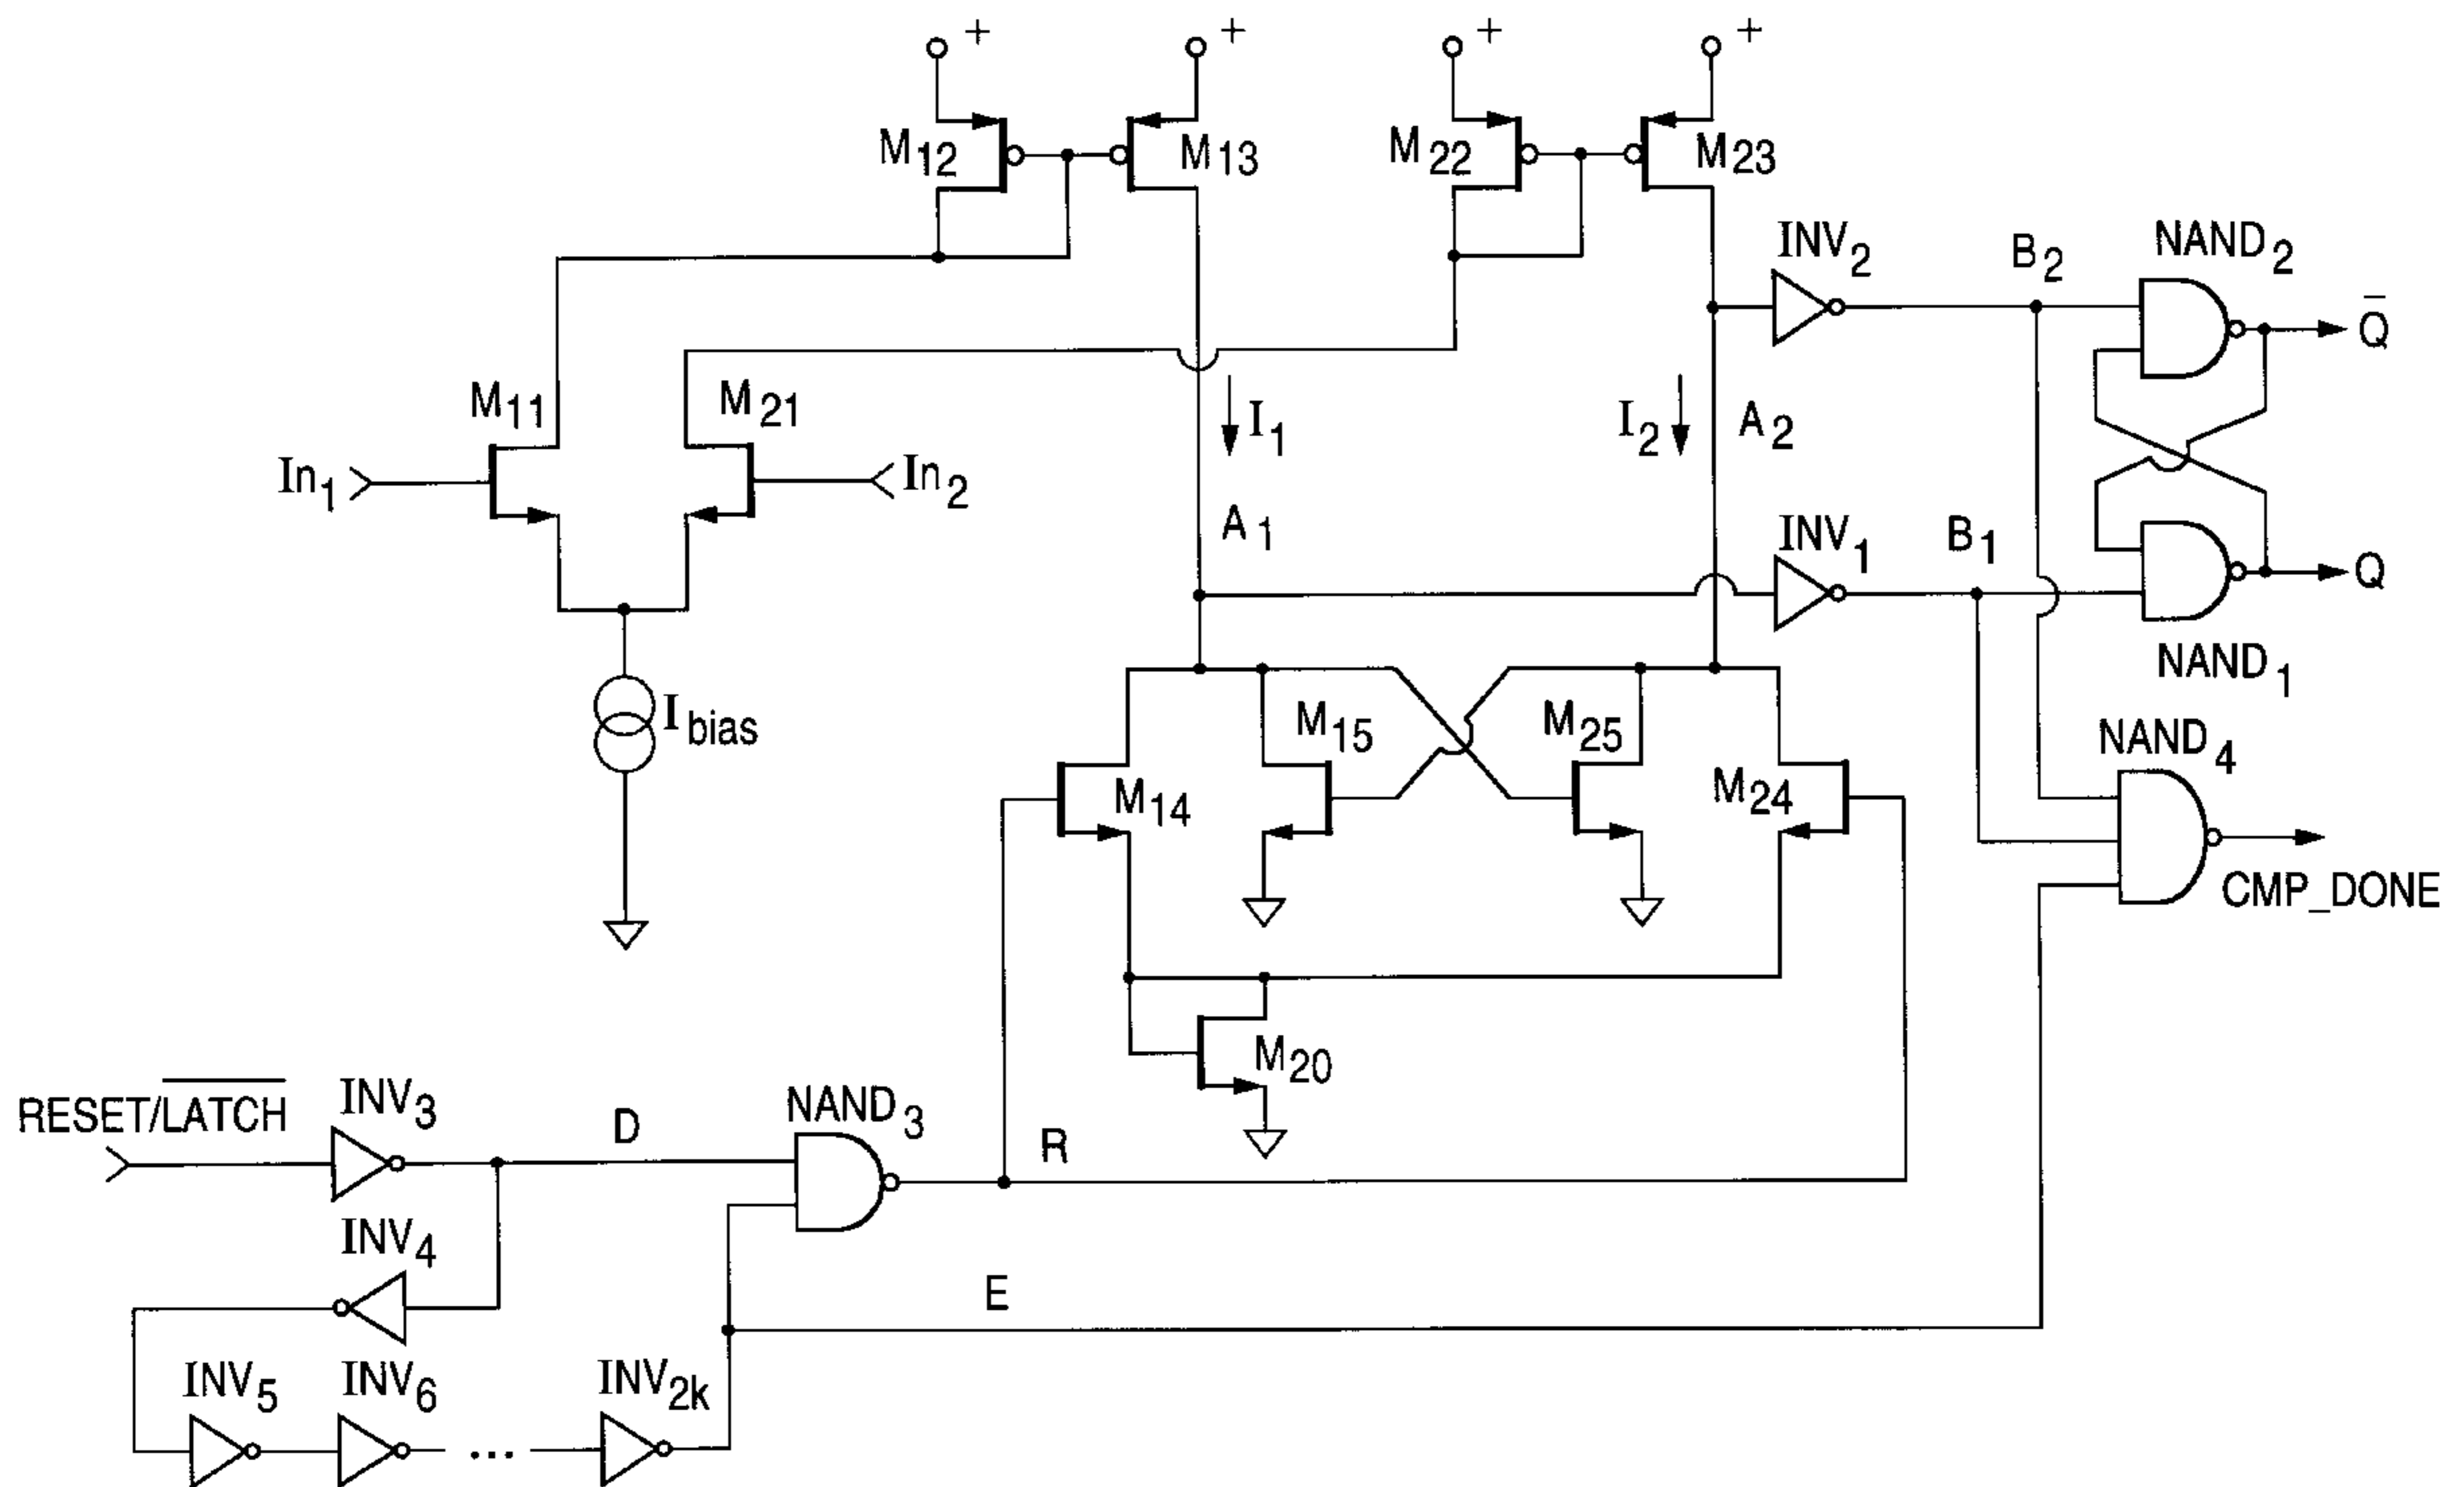 + + + +
M12 M13 M22 M23
INV2 B2 NAND2
Q̅
M11 M21 I1 I2 A2
In1 In2
A1 INV1 B1
Q
NAND1
Ibias M15 M25 NAND4
M14 M24
CMP_DONE
M20
RESET/L̅A̅T̅C̅H̅ INV3 D NAND3 R
INV4
E
INV5 INV6 ... INV2k